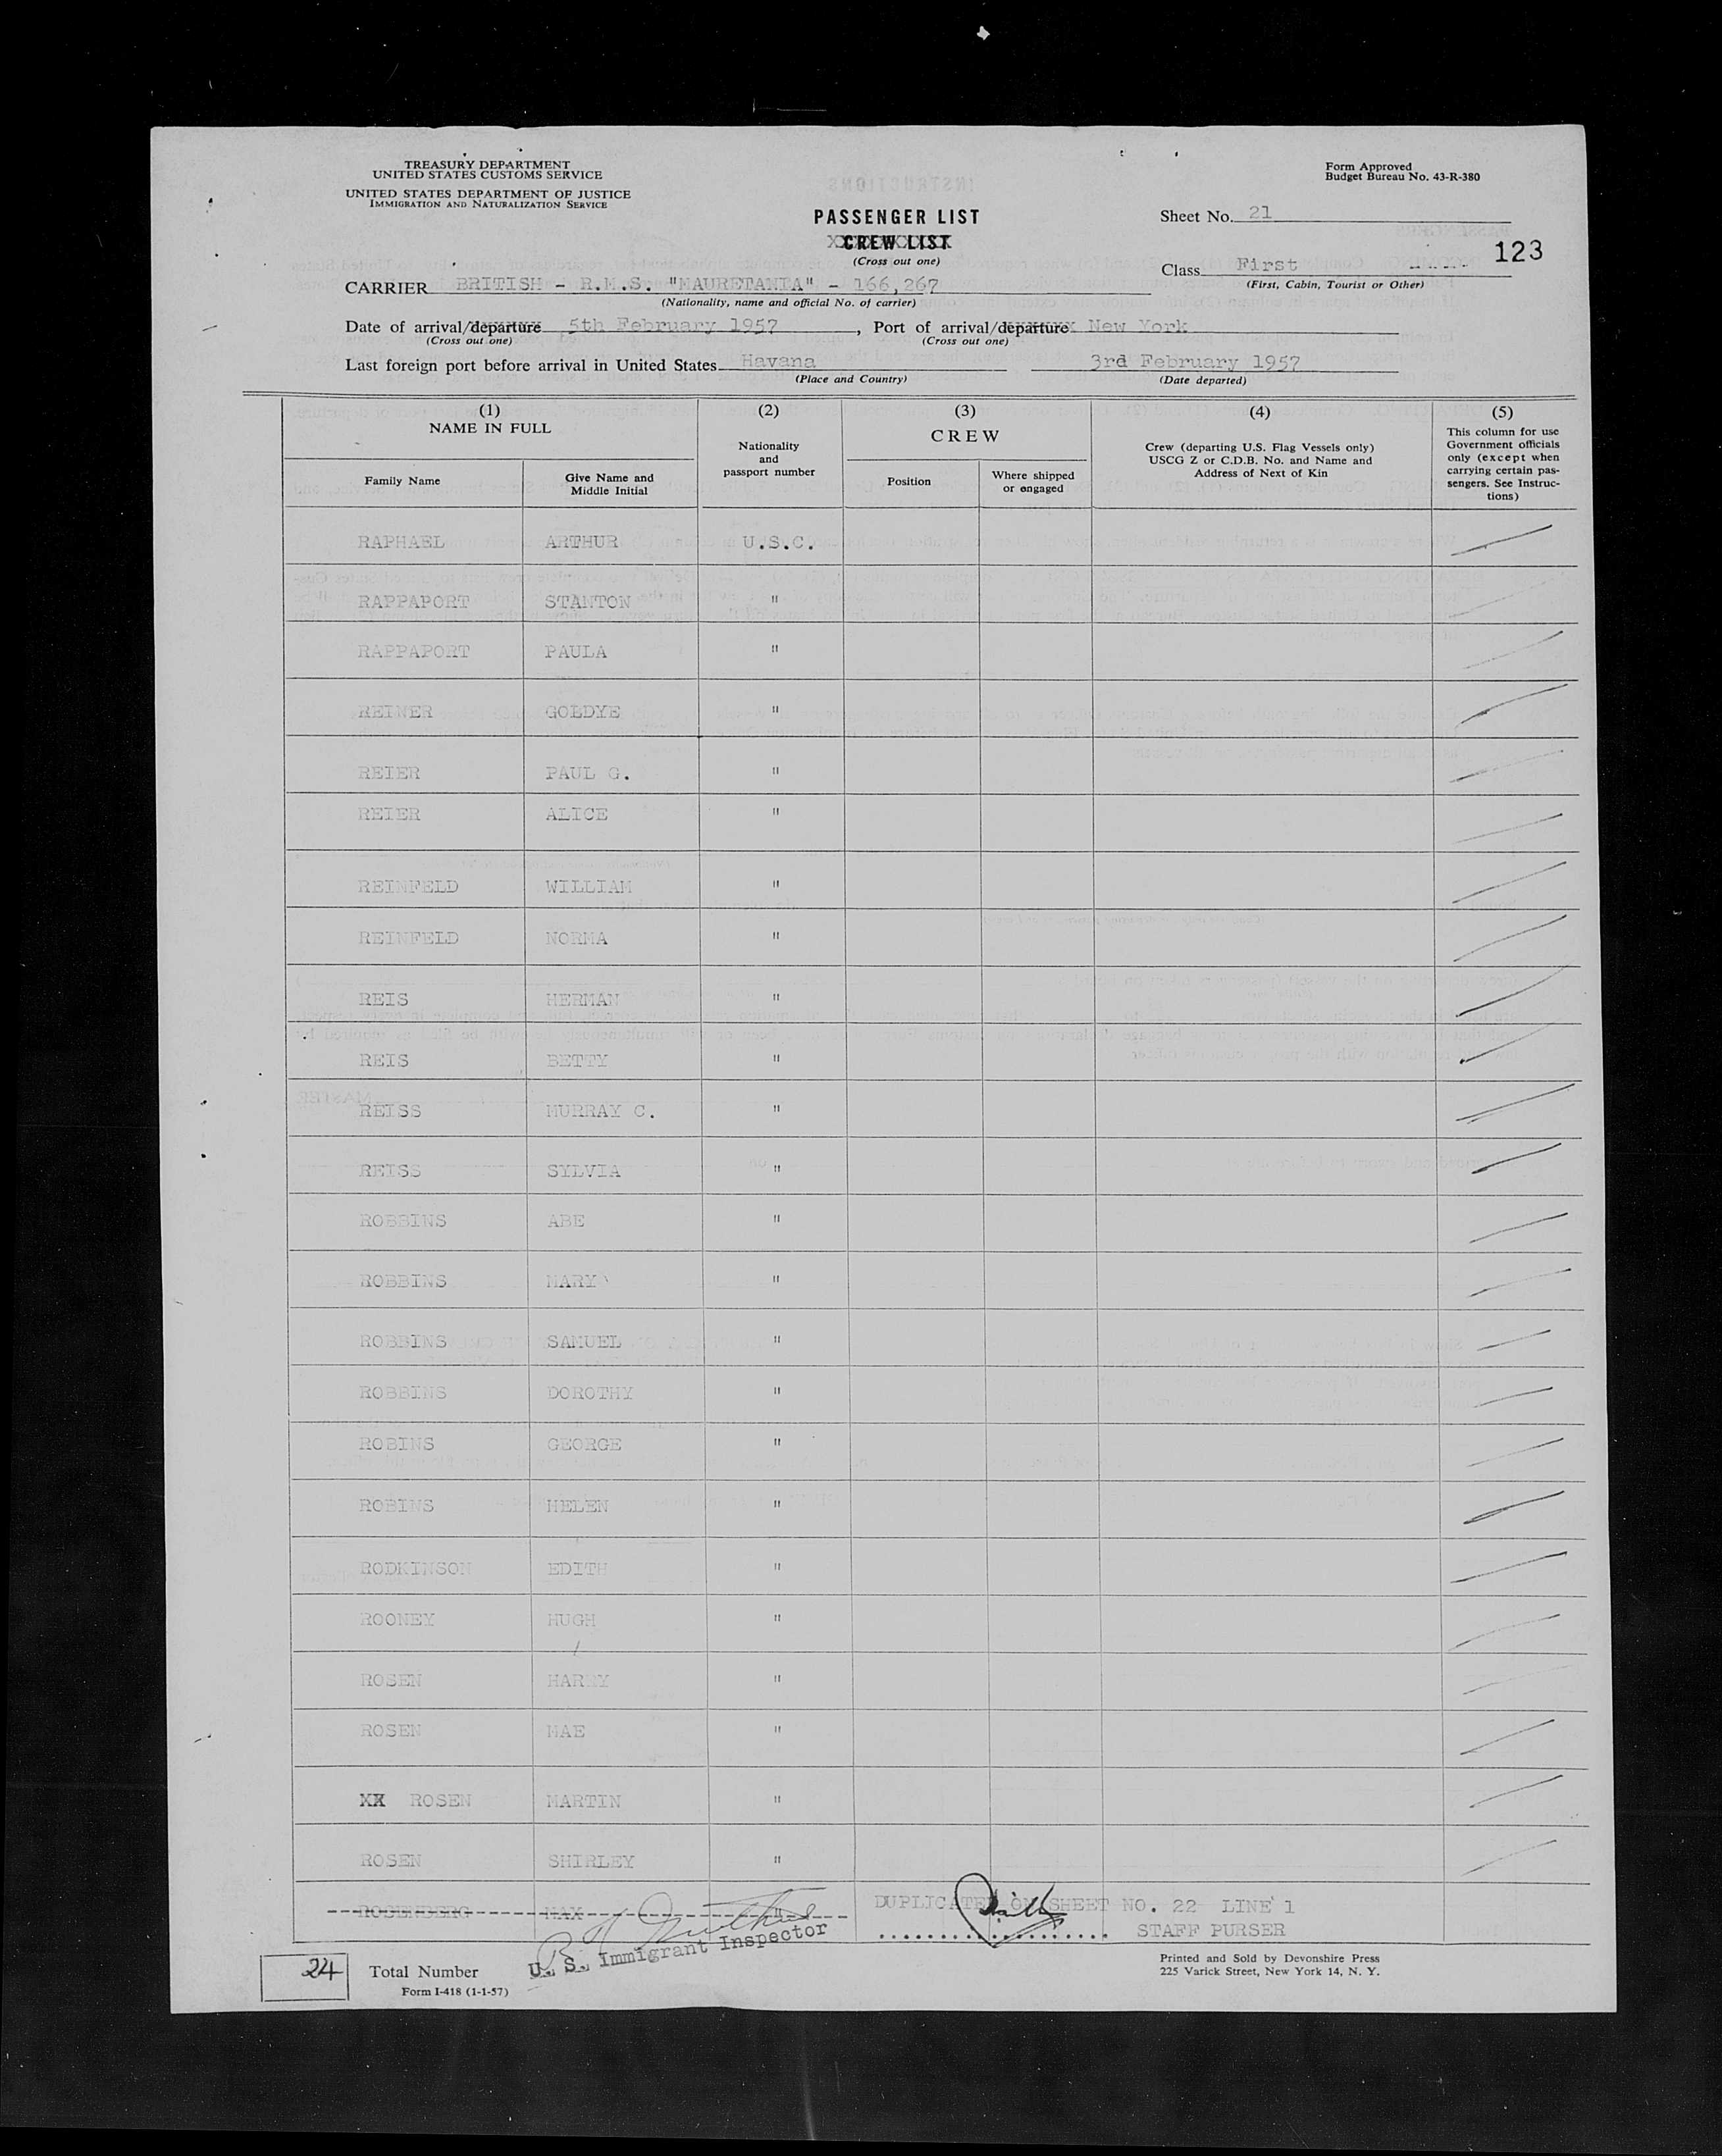 TREASURY DEPARTMENT
UNITED STATES CUSTOMS SERVICE
UNITED STATES DEPARTMENT OF JUSTICE
IMMIGRATION AND NATURALIZATION SERVICE
Form Approved
Budget Bureau No. 43-R-380
PASSENGER LIST
CREW LIST
(Cross out one)
Sheet No. 21
123
Class First
(First, Cabin, Tourist or Other)
CARRIER BRITISH - R.M.S. "MAURETANIA" - 166,267
(Nationality, name and official No. of carrier)
Date of arrival/departure 5th February 1957, Port of arrival/departure New York
(Cross out one) (Cross out one)
Last foreign port before arrival in United States Havana 3rd February 1957
(Place and Country) (Date departed)
(1) NAME IN FULL
Family Name
Give Name and Middle Initial
(2)
Nationality and passport number
(3) CREW
Position
Where shipped or engaged
(4)
Crew (departing U.S. Flag Vessels only)
USCG Z or C.D.B. No. and Name and
Address of Next of Kin
(5)
This column for use
Government officials
only (except when
carrying certain pas-
sengers. See Instruc-
tions)
RAPHAEL ARTHUR U.S.C.
RAPPAPORT STANTON "
RAPPAPORT PAULA "
REINER GOLDYE "
REIER PAUL G. "
REIER ALICE "
REINFELD WILLIAM "
REINFELD NORMA "
REIS HERMAN "
REIS BETTY "
REISS MURRAY C. "
REISS SYLVIA "
ROBBINS ABE "
ROBBINS MARY "
ROBBINS SAMUEL "
ROBBINS DOROTHY "
ROBINS GEORGE "
ROBINS HELEN "
RODKINSON EDITH "
ROONEY HUGH "
ROSEN HARRY "
ROSEN MAE "
XX ROSEN MARTIN "
ROSEN SHIRLEY "
ROSENBERG MAX " DUPLICATED ON SHEET NO. 22 LINE 1
STAFF PURSER
U. S. Immigrant Inspector
24 Total Number
Form I-418 (1-1-57)
Printed and Sold by Devonshire Press
225 Varick Street, New York 14, N. Y.